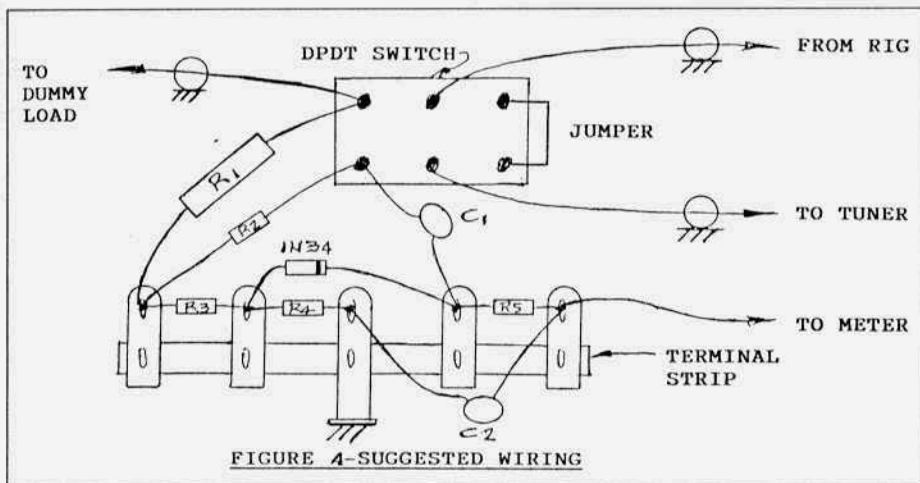 DPDT SWITCH
FROM RIG
TO
DUMMY
LOAD
JUMPER
R1
R2
C1
TO TUNER
1N34
R3
R4
R5
TO METER
TERMINAL
STRIP
C2
FIGURE A-SUGGESTED WIRING